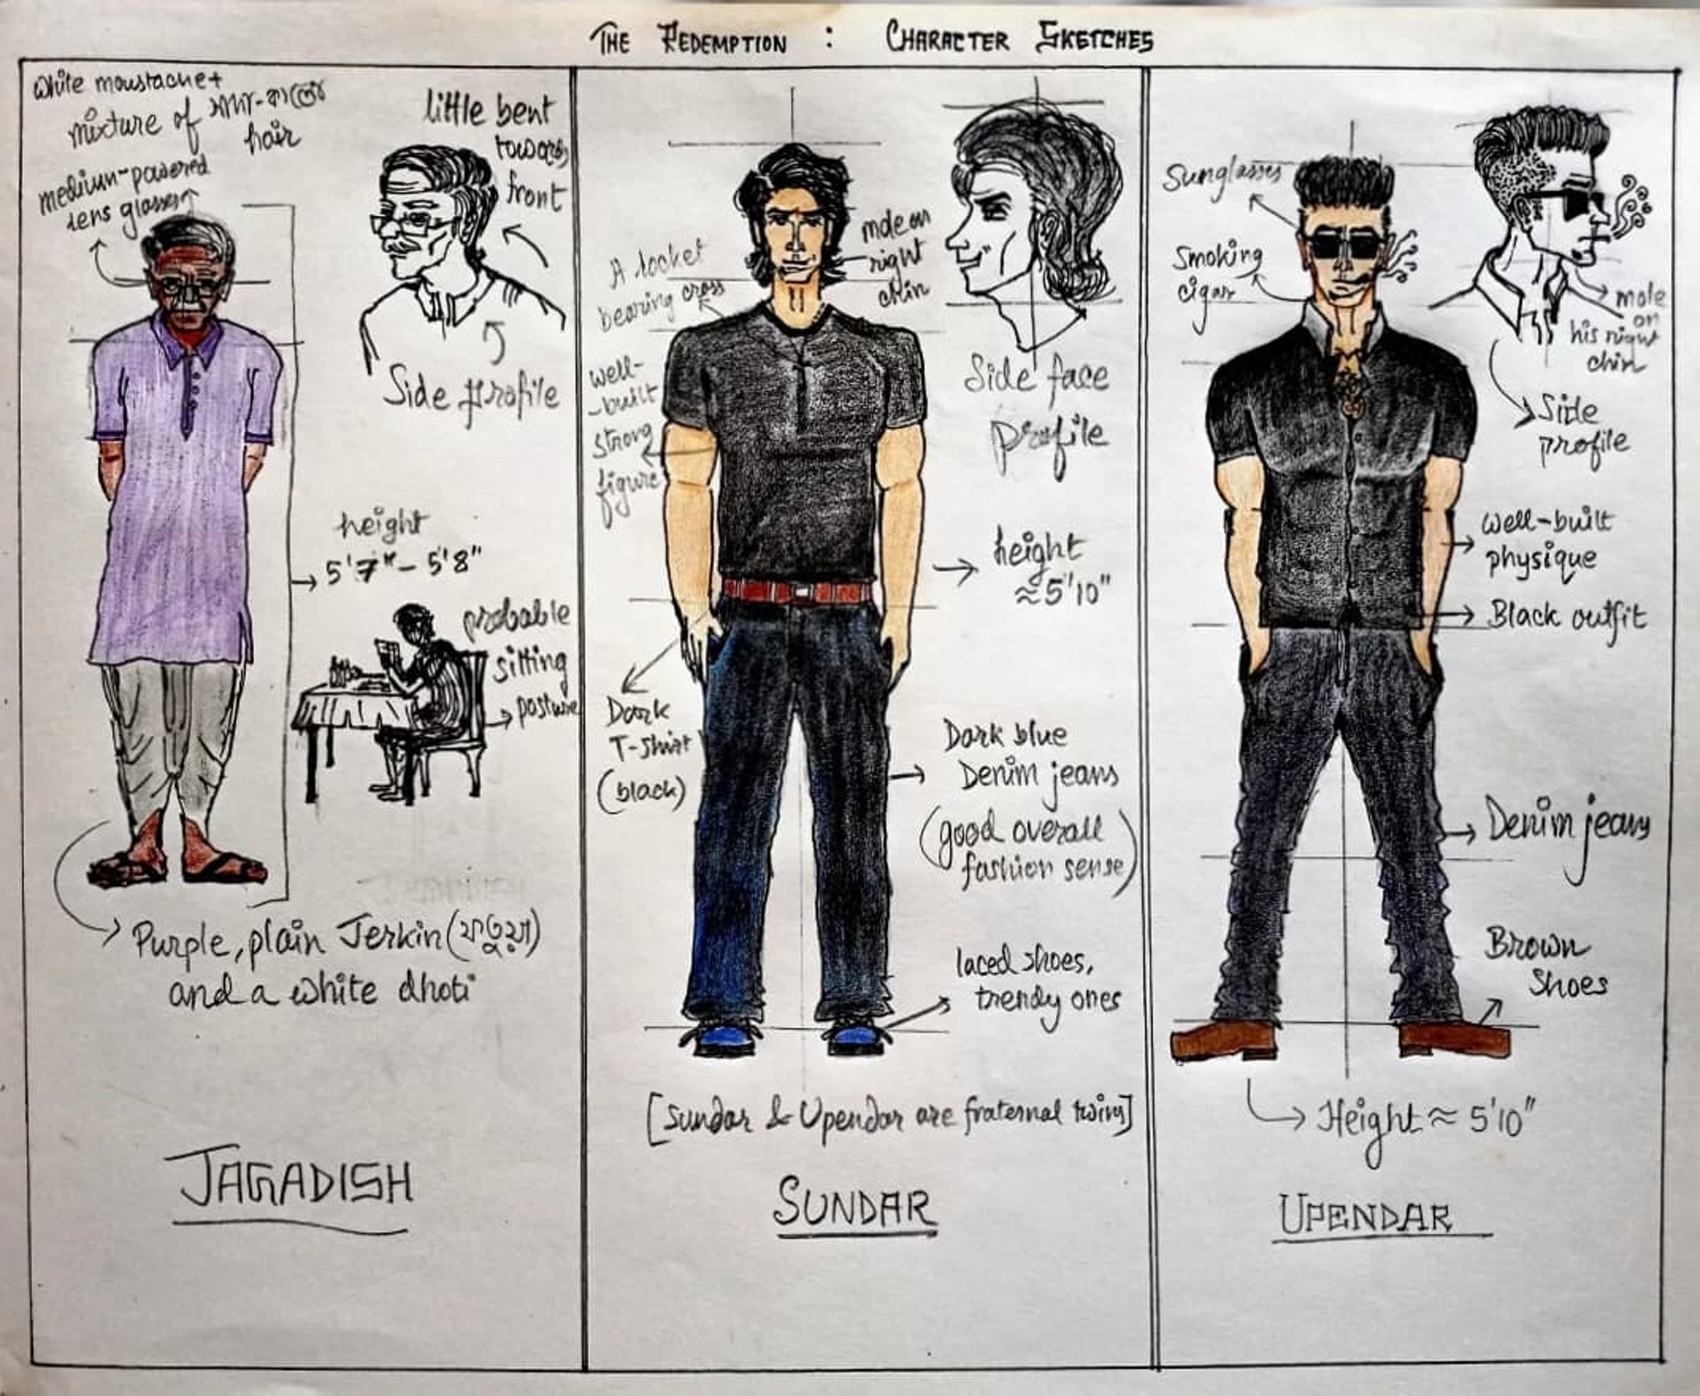 THE REDEMPTION : CHARACTER SKETCHES
white moustache +
mixture of সাদা-কালো
hair
medium-powered
lens glasses
little bent
towards
front
Side profile
height
5'7" - 5'8"
probable
sitting
posture
Purple, plain Jerkin (ফতুয়া)
and a white dhoti
JAGADISH
A locket
bearing cross
mole on
right
chin
well-
-built
strong
figure
Side face
profile
height
≈5'10"
Dark
T-shirt
(black)
Dark blue
Denim jeans
(good overall
fashion sense)
laced shoes,
trendy ones
[Sundar & Upendar are fraternal twins]
SUNDAR
Sunglasses
Smoking
cigar
mole
on
his right
chin
Side
profile
well-built
physique
Black outfit
Denim jeans
Brown
Shoes
Height ≈ 5'10"
UPENDAR